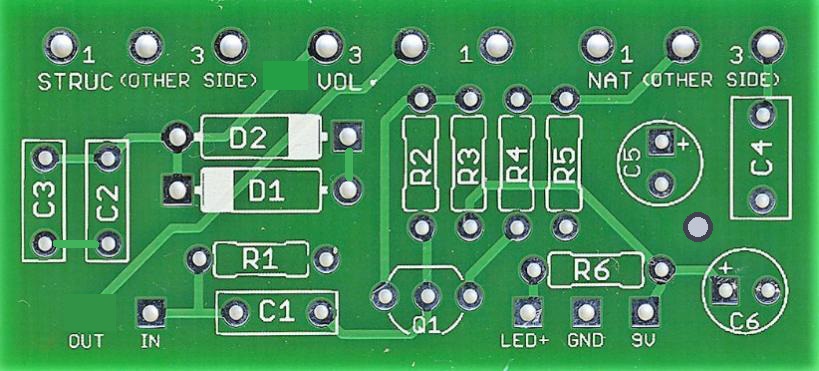 1 3 3 1 1 3
STRUC (OTHER SIDE) VOL. NAT (OTHER SIDE)
D2
D1
C3 C2 R2 R3 R4 R5 C5 + C4
R1 R6 +
C1 Q1 C6
OUT IN LED+ GND 9V